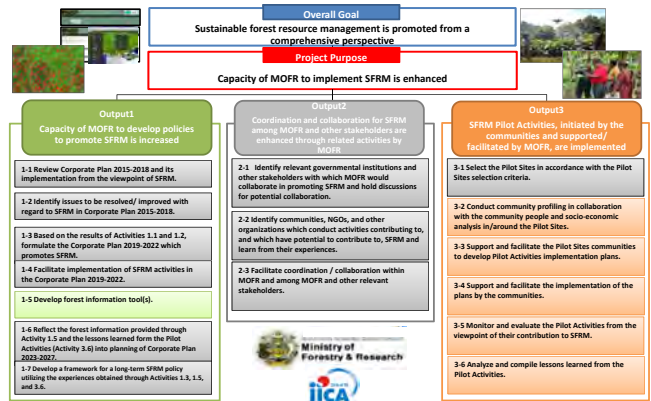 Overall Goal
Sustainable forest resource management is promoted from a
comprehensive perspective
Project Purpose
Capacity of MOFR to implement SFRM is enhanced
Output1
Capacity of MOFR to develop policies
to promote SFRM is increased
1-1 Review Corporate Plan 2015-2018 and its
implementation from the viewpoint of SFRM.
1-2 Identify issues to be resolved/ improved with
regard to SFRM in Corporate Plan 2015-2018.
1-3 Based on the results of Activities 1.1 and 1.2,
formulate the Corporate Plan 2019-2022 which
promotes SFRM.
1-4 Facilitate implementation of SFRM activities in
the Corporate Plan 2019-2022.
1-5 Develop forest information tool(s).
1-6 Reflect the forest information provided through
Activity 1.5 and the lessons learned form the Pilot
Activities (Activity 3.6) into planning of Corporate Plan
2023-2027.
1-7 Develop a framework for a long-term SFRM policy
utilizing the experiences obtained through Activities 1.3, 1.5,
and 3.6.
Output2
Coordination and collaboration for SFRM
among MOFR and other stakeholders are
enhanced through related activities by
MOFR
2-1 Identify relevant governmental institutions and
other stakeholders with which MOFR would
collaborate in promoting SFRM and hold discussions
for potential collaboration.
2-2 Identify communities, NGOs, and other
organizations which conduct activities contributing to,
and which have potential to contribute to, SFRM and
learn from their experiences.
2-3 Facilitate coordination / collaboration within
MOFR and among MOFR and other relevant
stakeholders.
Ministry of
Forestry & Research
jICA
Output3
SFRM Pilot Activities, initiated by the
communities and supported/
facilitated by MOFR, are implemented
3-1 Select the Pilot Sites in accordance with the Pilot
Sites selection criteria.
3-2 Conduct community profiling in collaboration
with the community people and socio-economic
analysis in/around the Pilot Sites.
3-3 Support and facilitate the Pilot Sites communities
to develop Pilot Activities implementation plans.
3-4 Support and facilitate the implementation of the
plans by the communities.
3-5 Monitor and evaluate the Pilot Activities from the
viewpoint of their contribution to SFRM.
3-6 Analyze and compile lessons learned from the
Pilot Activities.